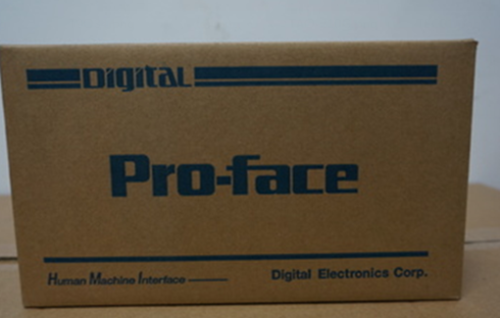 Digital
Pro-face
Human Machine Interface
Digital Electronics Corp.